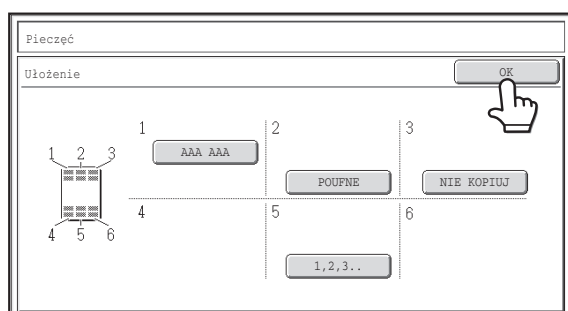 Pieczęć
Ułożenie
OK
1 2 3
4 5 6
1
AAA AAA
2
POUFNE
3
NIE KOPIUJ
4
5
1,2,3..
6